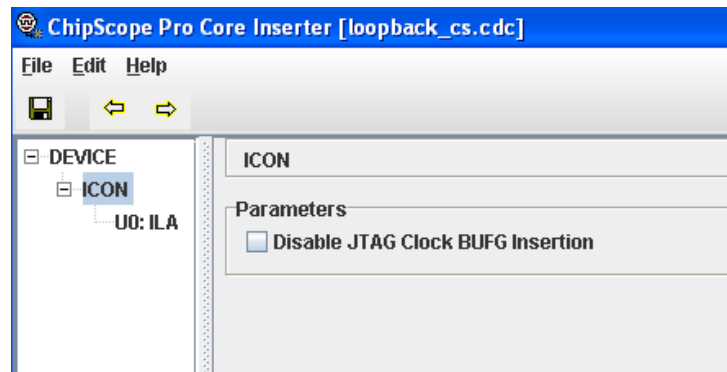 ChipScope Pro Core Inserter [loopback_cs.cdc]
File Edit Help
DEVICE
ICON
U0: ILA
ICON
Parameters
Disable JTAG Clock BUFG Insertion